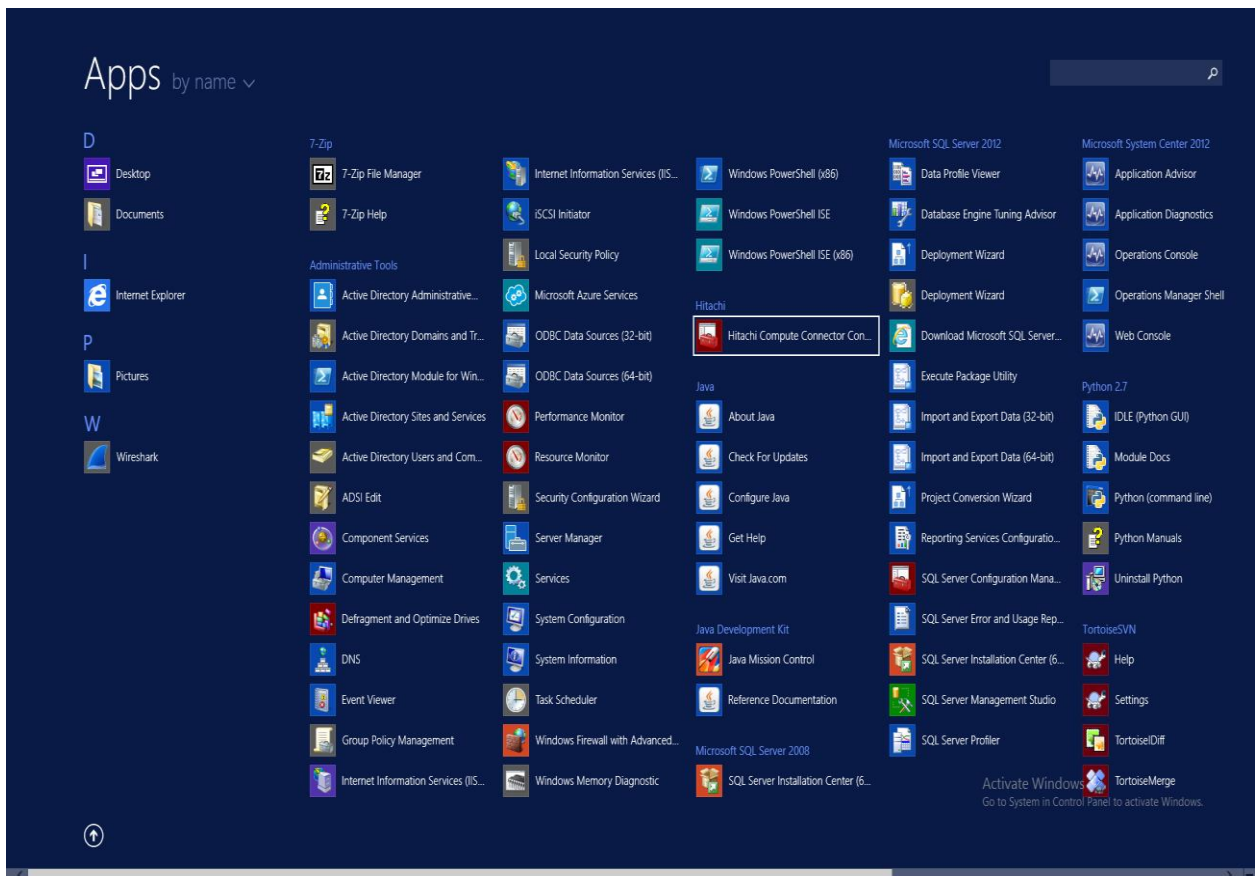 Apps by name
D
Desktop
Documents
I
Internet Explorer
P
Pictures
W
Wireshark
7-Zip
7-Zip File Manager
7-Zip Help
Administrative Tools
Active Directory Administrative...
Active Directory Domains and Tr...
Active Directory Module for Win...
Active Directory Sites and Services
Active Directory Users and Com...
ADSI Edit
Component Services
Computer Management
Defragment and Optimize Drives
DNS
Event Viewer
Group Policy Management
Internet Information Services (IIS...
Internet Information Services (IIS...
iSCSI Initiator
Local Security Policy
Microsoft Azure Services
ODBC Data Sources (32-bit)
ODBC Data Sources (64-bit)
Performance Monitor
Resource Monitor
Security Configuration Wizard
Server Manager
Services
System Configuration
System Information
Task Scheduler
Windows Firewall with Advanced...
Windows Memory Diagnostic
Windows PowerShell (x86)
Windows PowerShell ISE
Windows PowerShell ISE (x86)
Hitachi
Hitachi Compute Connector Con...
Java
About Java
Check For Updates
Configure Java
Get Help
Visit Java.com
Java Development Kit
Java Mission Control
Reference Documentation
Microsoft SQL Server 2008
SQL Server Installation Center (6...
Microsoft SQL Server 2012
Data Profile Viewer
Database Engine Tuning Advisor
Deployment Wizard
Deployment Wizard
Download Microsoft SQL Server...
Execute Package Utility
Import and Export Data (32-bit)
Import and Export Data (64-bit)
Project Conversion Wizard
Reporting Services Configuratio...
SQL Server Configuration Mana...
SQL Server Error and Usage Rep...
SQL Server Installation Center (6...
SQL Server Management Studio
SQL Server Profiler
Microsoft System Center 2012
Application Advisor
Application Diagnostics
Operations Console
Operations Manager Shell
Web Console
Python 2.7
IDLE (Python GUI)
Module Docs
Python (command line)
Python Manuals
Uninstall Python
TortoiseSVN
Help
Settings
TortoiseIDiff
TortoiseMerge
Activate Windows
Go to System in Control Panel to activate Windows.